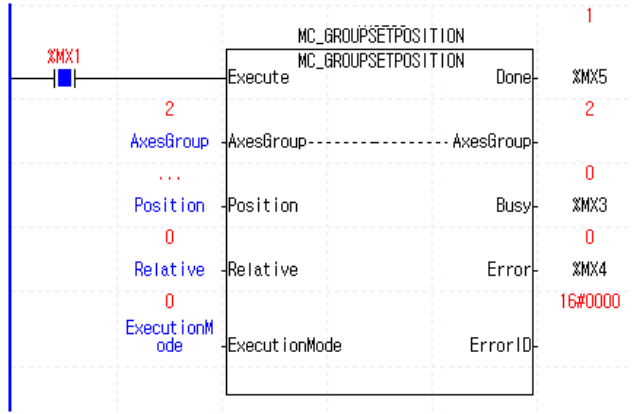 1
MC_GROUPSETPOSITION
%MX1
MC_GROUPSETPOSITION
Execute Done %MX5
2 2
AxesGroup AxesGroup AxesGroup
... 0
Position Position Busy %MX3
0 0
Relative Relative Error %MX4
0 16#0000
ExecutionM
ode ExecutionMode ErrorID